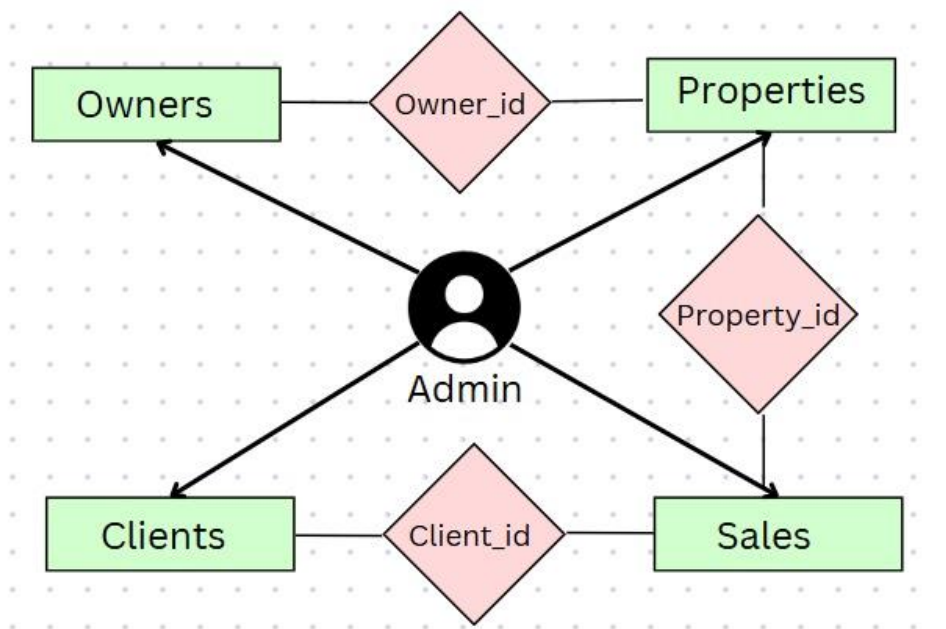 Owners
Owner_id
Properties
Property_id
Admin
Clients
Client_id
Sales